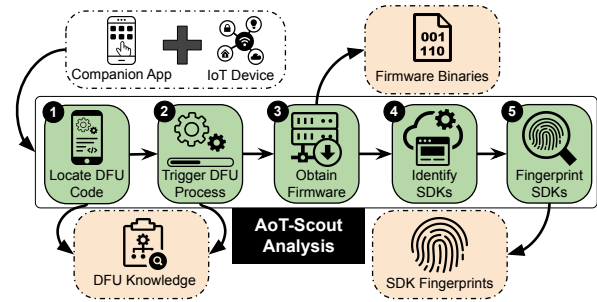 001
110
Companion App
IoT Device
Firmware Binaries
1
2
3
4
5
Locate DFU
Code
Trigger DFU
Process
Obtain
Firmware
Identify
SDKs
Fingerprint
SDKs
AoT-Scout
Analysis
DFU Knowledge
SDK Fingerprints